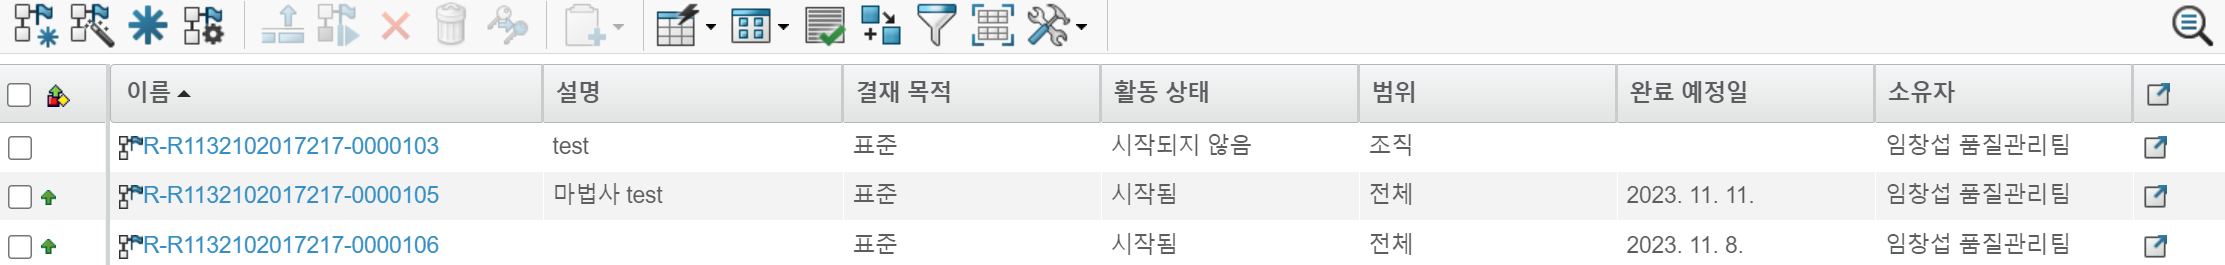 이름 설명 결재 목적 활동 상태 범위 완료 예정일 소유자
R-R1132102017217-0000103 test 표준 시작되지 않음 조직 임창섭 품질관리팀
R-R1132102017217-0000105 마법사 test 표준 시작됨 전체 2023. 11. 11. 임창섭 품질관리팀
R-R1132102017217-0000106 표준 시작됨 전체 2023. 11. 8. 임창섭 품질관리팀